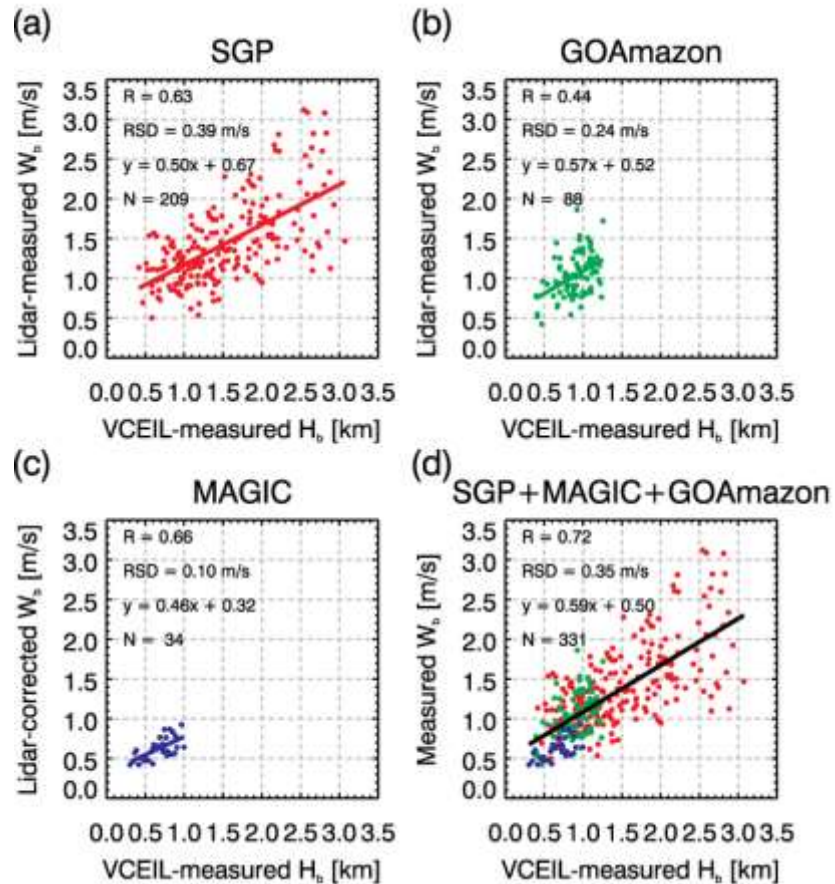 (a)
SGP
Lidar-measured W_b [m/s]
3.5
3.0
2.5
2.0
1.5
1.0
0.5
0.0
R = 0.63
RSD = 0.39 m/s
y = 0.50x + 0.67
N = 209
0.0 0.5 1.0 1.5 2.0 2.5 3.0 3.5
VCEIL-measured H_b [km]
(b)
GOAmazon
Lidar-measured W_b [m/s]
3.5
3.0
2.5
2.0
1.5
1.0
0.5
0.0
R = 0.44
RSD = 0.24 m/s
y = 0.57x + 0.52
N = 88
0.0 0.5 1.0 1.5 2.0 2.5 3.0 3.5
VCEIL-measured H_b [km]
(c)
MAGIC
Lidar-corrected W_b [m/s]
3.5
3.0
2.5
2.0
1.5
1.0
0.5
0.0
R = 0.66
RSD = 0.10 m/s
y = 0.46x + 0.32
N = 34
0.0 0.5 1.0 1.5 2.0 2.5 3.0 3.5
VCEIL-measured H_b [km]
(d)
SGP+MAGIC+GOAmazon
Measured W_b [m/s]
3.5
3.0
2.5
2.0
1.5
1.0
0.5
0.0
R = 0.72
RSD = 0.35 m/s
y = 0.59x + 0.50
N = 331
0.0 0.5 1.0 1.5 2.0 2.5 3.0 3.5
VCEIL-measured H_b [km]